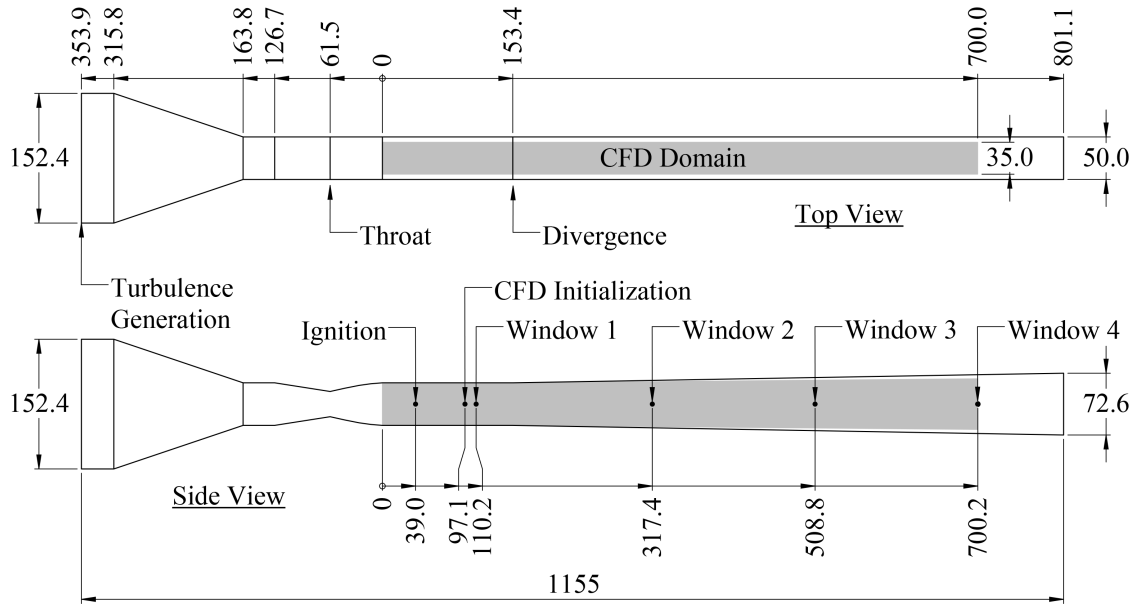 353.9
315.8
163.8
126.7
61.5
0
153.4
700.0
801.1
152.4
CFD Domain
35.0
50.0
Throat
Divergence
Top View
Turbulence
Generation
CFD Initialization
Ignition
Window 1
Window 2
Window 3
Window 4
152.4
72.6
Side View
0
39.0
97.1
110.2
317.4
508.8
700.2
1155